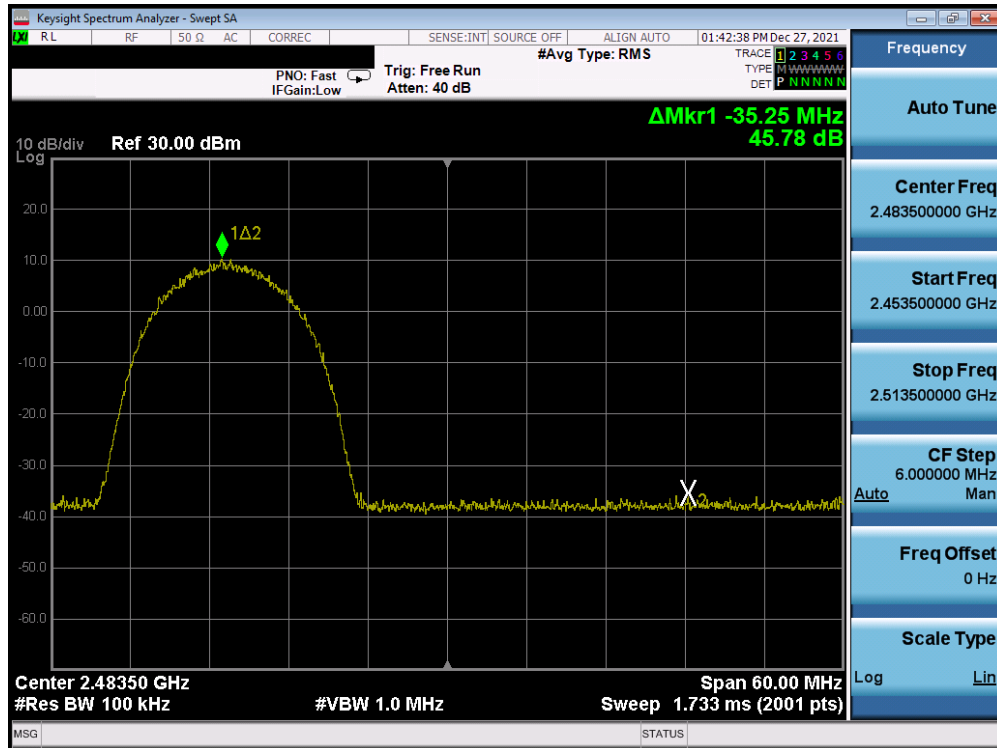 Keysight Spectrum Analyzer - Swept SA
LXI RL RF 50 Ω AC CORREC SENSE:INT SOURCE OFF ALIGN AUTO 01:42:38 PM Dec 27, 2021
#Avg Type: RMS
TRACE 1 2 3 4 5 6
TYPE M WWWWW
DET P N N N N N
PNO: Fast
IFGain:Low
Trig: Free Run
Atten: 40 dB
ΔMkr1 -35.25 MHz
45.78 dB
10 dB/div Ref 30.00 dBm
Log
20.0
10.0
0.00
-10.0
-20.0
-30.0
-40.0
-50.0
-60.0
1Δ2
X2
Center 2.48350 GHz Span 60.00 MHz
#Res BW 100 kHz #VBW 1.0 MHz Sweep 1.733 ms (2001 pts)
MSG STATUS
Frequency
Auto Tune
Center Freq
2.483500000 GHz
Start Freq
2.453500000 GHz
Stop Freq
2.513500000 GHz
CF Step
6.000000 MHz
Auto Man
Freq Offset
0 Hz
Scale Type
Log Lin